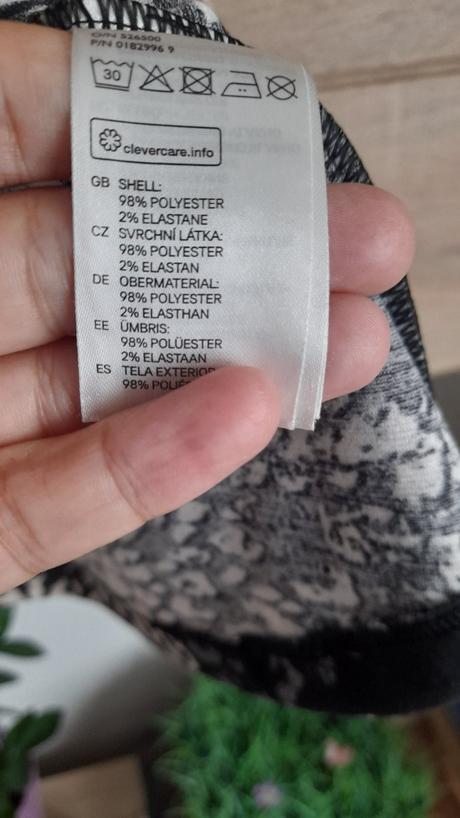 O/N 526500
P/N 0182996 9
30
clevercare.info
GB SHELL:
98% POLYESTER
2% ELASTANE
CZ SVRCHNÍ LÁTKA:
98% POLYESTER
2% ELASTAN
DE OBERMATERIAL:
98% POLYESTER
2% ELASTHAN
EE ÜMBRIS:
98% POLÜESTER
2% ELASTAAN
ES TELA EXTERIOR
98%